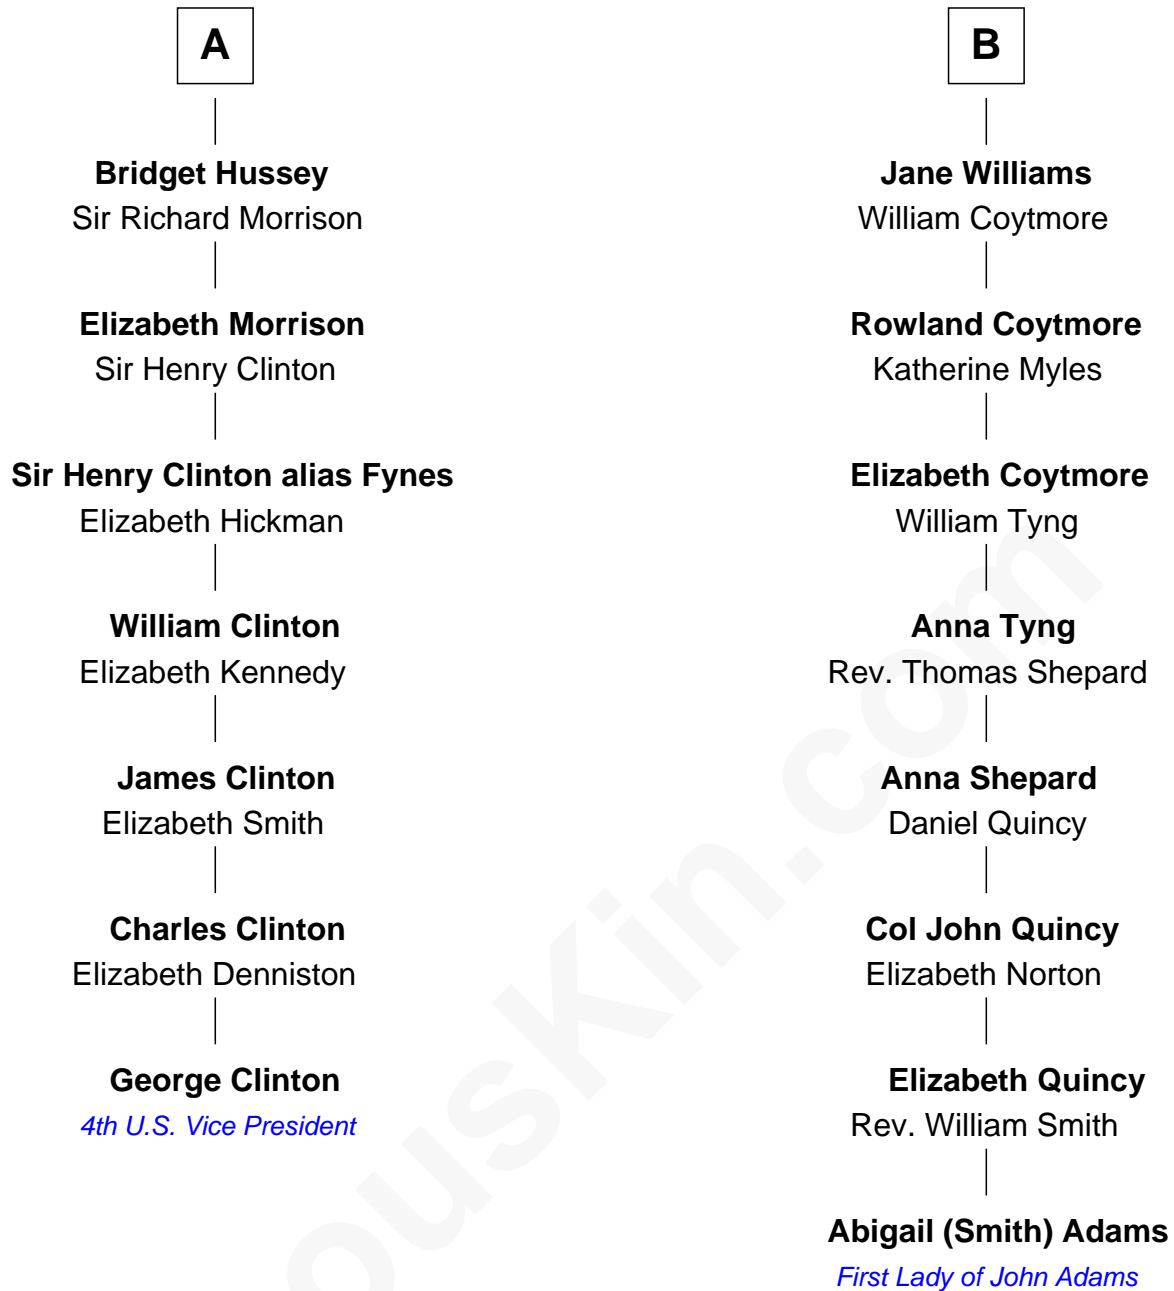 A
Bridget Hussey
Sir Richard Morrison
Elizabeth Morrison
Sir Henry Clinton
Sir Henry Clinton alias Fynes
Elizabeth Hickman
William Clinton
Elizabeth Kennedy
James Clinton
Elizabeth Smith
Charles Clinton
Elizabeth Denniston
George Clinton
4th U.S. Vice President
B
Jane Williams
William Coytmore
Rowland Coytmore
Katherine Myles
Elizabeth Coytmore
William Tyng
Anna Tyng
Rev. Thomas Shepard
Anna Shepard
Daniel Quincy
Col John Quincy
Elizabeth Norton
Elizabeth Quincy
Rev. William Smith
Abigail (Smith) Adams
First Lady of John Adams
ousKin.com